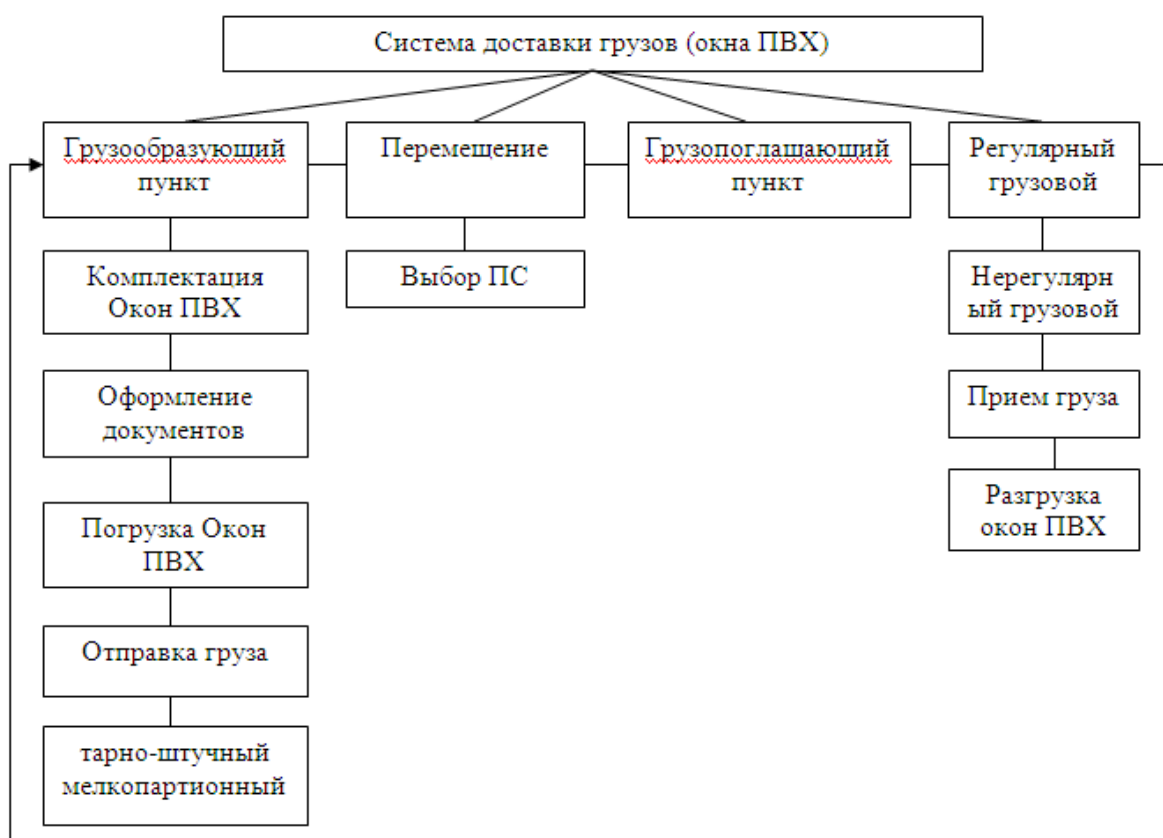 Система доставки грузов (окна ПВХ)
Грузообразующий
пункт
Перемещение
Грузопоглащающий
пункт
Регулярный
грузовой
Комплектация
Окон ПВХ
Выбор ПС
Нерегулярн
ый грузовой
Оформление
документов
Прием груза
Погрузка Окон
ПВХ
Разгрузка
окон ПВХ
Отправка груза
тарно-штучный
мелкопартионный